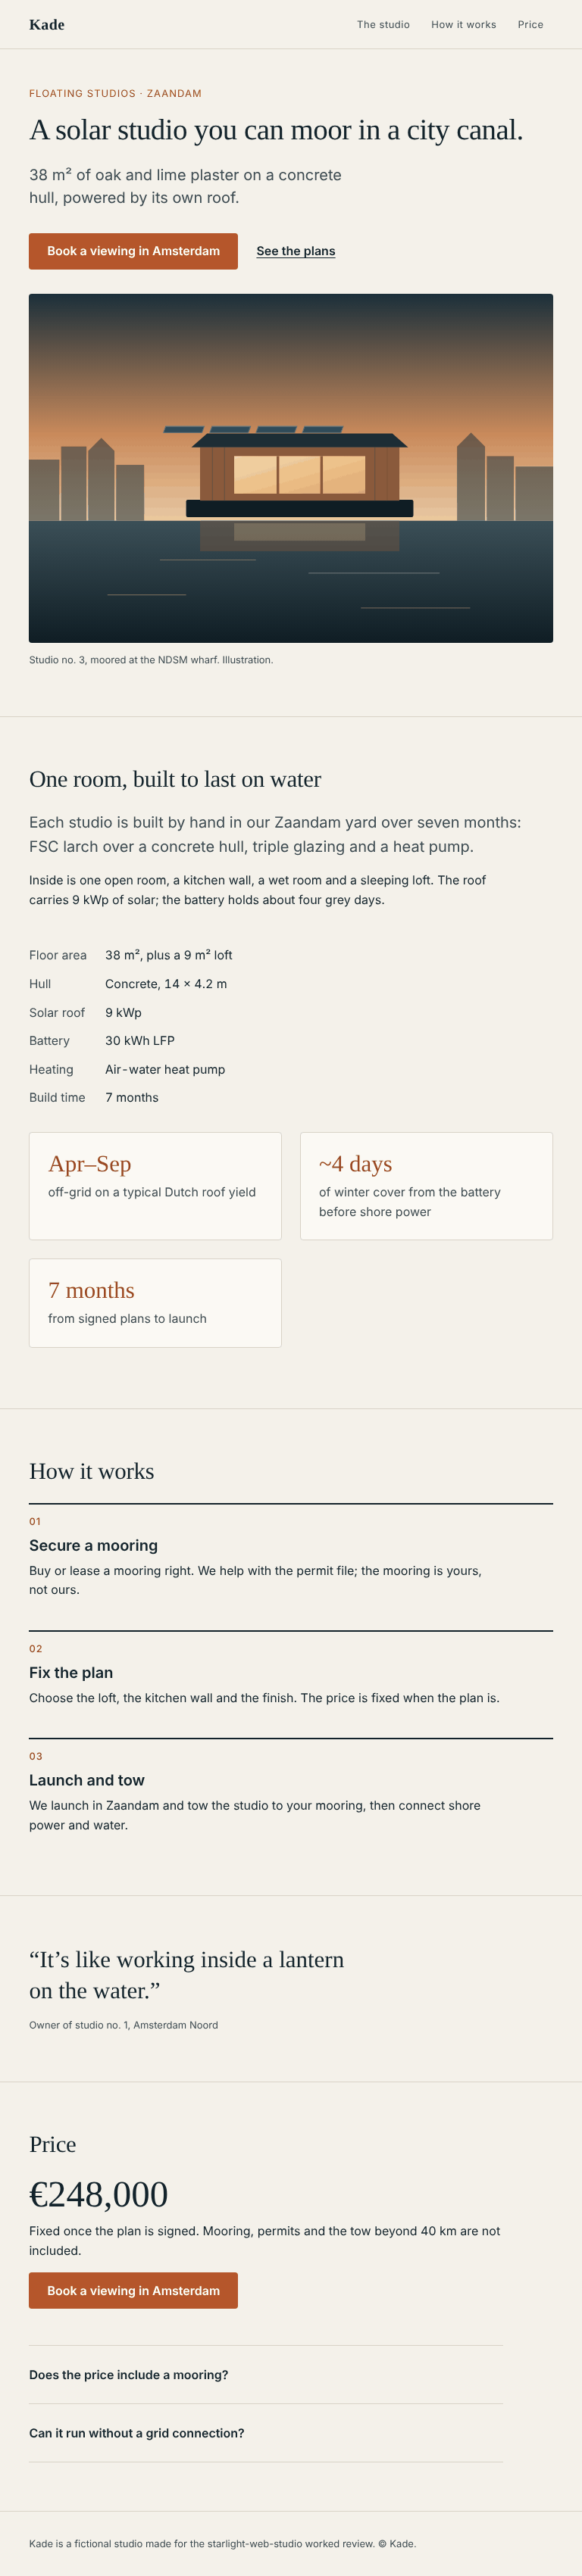 Kade
The studio
How it works
Price
FLOATING STUDIOS · ZAANDAM
A solar studio you can moor in a city canal.
38 m² of oak and lime plaster on a concrete
hull, powered by its own roof.
Book a viewing in Amsterdam
See the plans
Studio no. 3, moored at the NDSM wharf. Illustration.
One room, built to last on water
Each studio is built by hand in our Zaandam yard over seven months:
FSC larch over a concrete hull, triple glazing and a heat pump.
Inside is one open room, a kitchen wall, a wet room and a sleeping loft. The roof
carries 9 kWp of solar; the battery holds about four grey days.
Floor area 38 m², plus a 9 m² loft
Hull Concrete, 14 × 4.2 m
Solar roof 9 kWp
Battery 30 kWh LFP
Heating Air-water heat pump
Build time 7 months
Apr–Sep
off-grid on a typical Dutch roof yield
~4 days
of winter cover from the battery
before shore power
7 months
from signed plans to launch
How it works
01
Secure a mooring
Buy or lease a mooring right. We help with the permit file; the mooring is yours,
not ours.
02
Fix the plan
Choose the loft, the kitchen wall and the finish. The price is fixed when the plan is.
03
Launch and tow
We launch in Zaandam and tow the studio to your mooring, then connect shore
power and water.
“It’s like working inside a lantern
on the water.”
Owner of studio no. 1, Amsterdam Noord
Price
€248,000
Fixed once the plan is signed. Mooring, permits and the tow beyond 40 km are not
included.
Book a viewing in Amsterdam
Does the price include a mooring?
Can it run without a grid connection?
Kade is a fictional studio made for the starlight-web-studio worked review. © Kade.